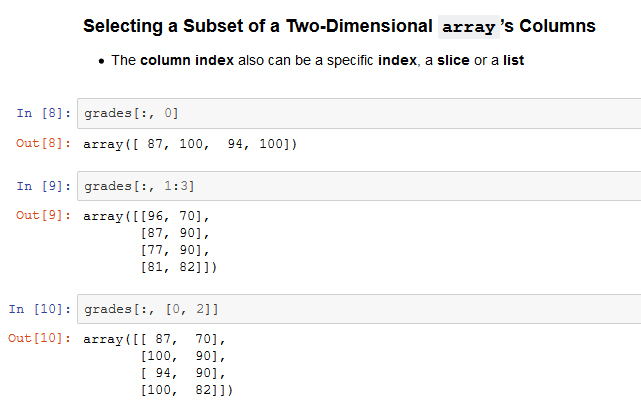 Selecting a Subset of a Two-Dimensional array's Columns
• The column index also can be a specific index, a slice or a list
In [8]: grades[:, 0]
Out[8]: array([ 87, 100,  94, 100])
In [9]: grades[:, 1:3]
Out[9]: array([[96, 70],
[87, 90],
[77, 90],
[81, 82]])
In [10]: grades[:, [0, 2]]
Out[10]: array([[ 87,  70],
[100,  90],
[ 94,  90],
[100,  82]])